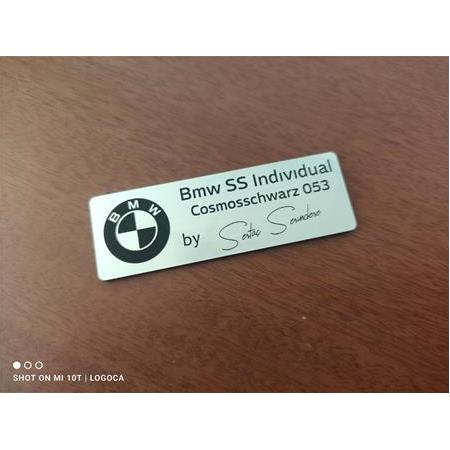 BMW
Bmw SS Individual
Cosmosschwarz 053
by
SHOT ON MI 10T | LOGOCA